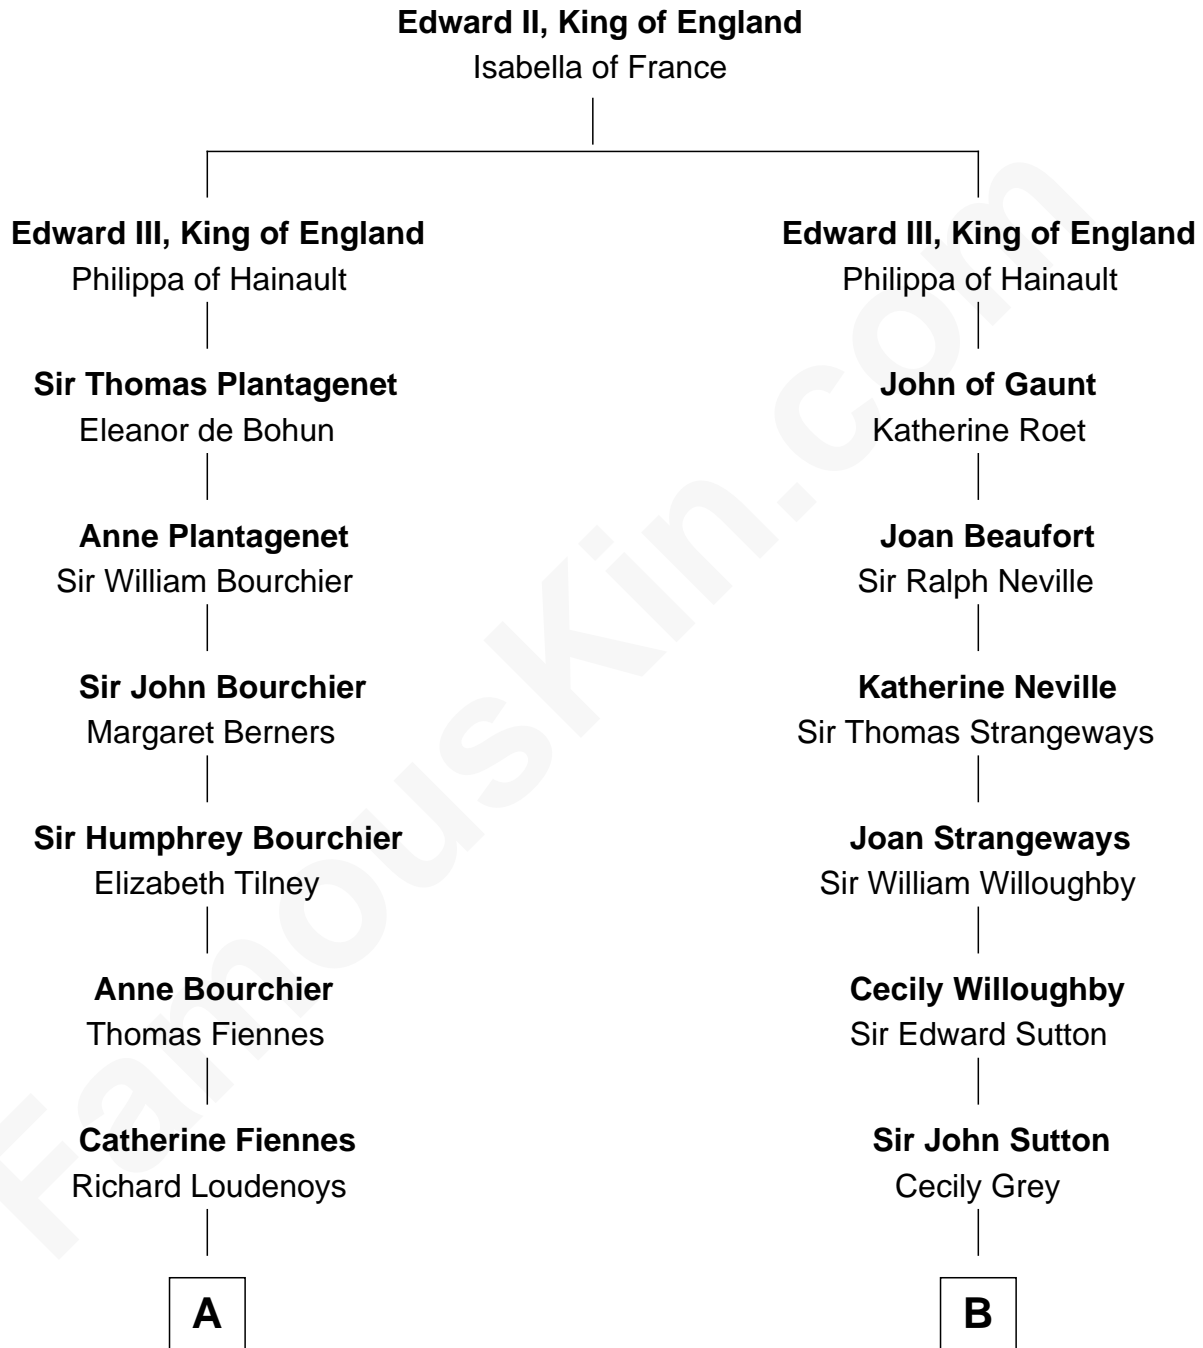 Edward II, King of England
Isabella of France
Edward III, King of England
Philippa of Hainault
Edward III, King of England
Philippa of Hainault
Sir Thomas Plantagenet
Eleanor de Bohun
John of Gaunt
Katherine Roet
Anne Plantagenet
Sir William Bourchier
Joan Beaufort
Sir Ralph Neville
Sir John Bourchier
Margaret Berners
Katherine Neville
Sir Thomas Strangeways
Sir Humphrey Bourchier
Elizabeth Tilney
Joan Strangeways
Sir William Willoughby
Anne Bourchier
Thomas Fiennes
Cecily Willoughby
Sir Edward Sutton
Catherine Fiennes
Richard Loudenoys
Sir John Sutton
Cecily Grey
A
B
FamousKin.com